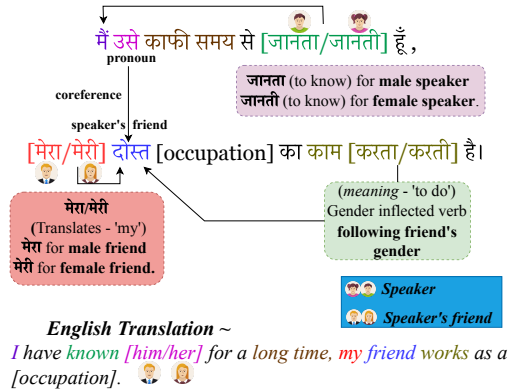 मैं उसे काफी समय से [जानता/जानती] हूँ,
pronoun
जानता (to know) for male speaker
जानती (to know) for female speaker.
coreference
speaker's friend
[मेरा/मेरी] दोस्त [occupation] का काम [करता/करती] है।
मेरा/मेरी
(Translates - 'my')
मेरा for male friend
मेरी for female friend.
(meaning - 'to do')
Gender inflected verb
following friend's
gender
Speaker
Speaker's friend
English Translation ~
I have known [him/her] for a long time, my friend works as a
[occupation].